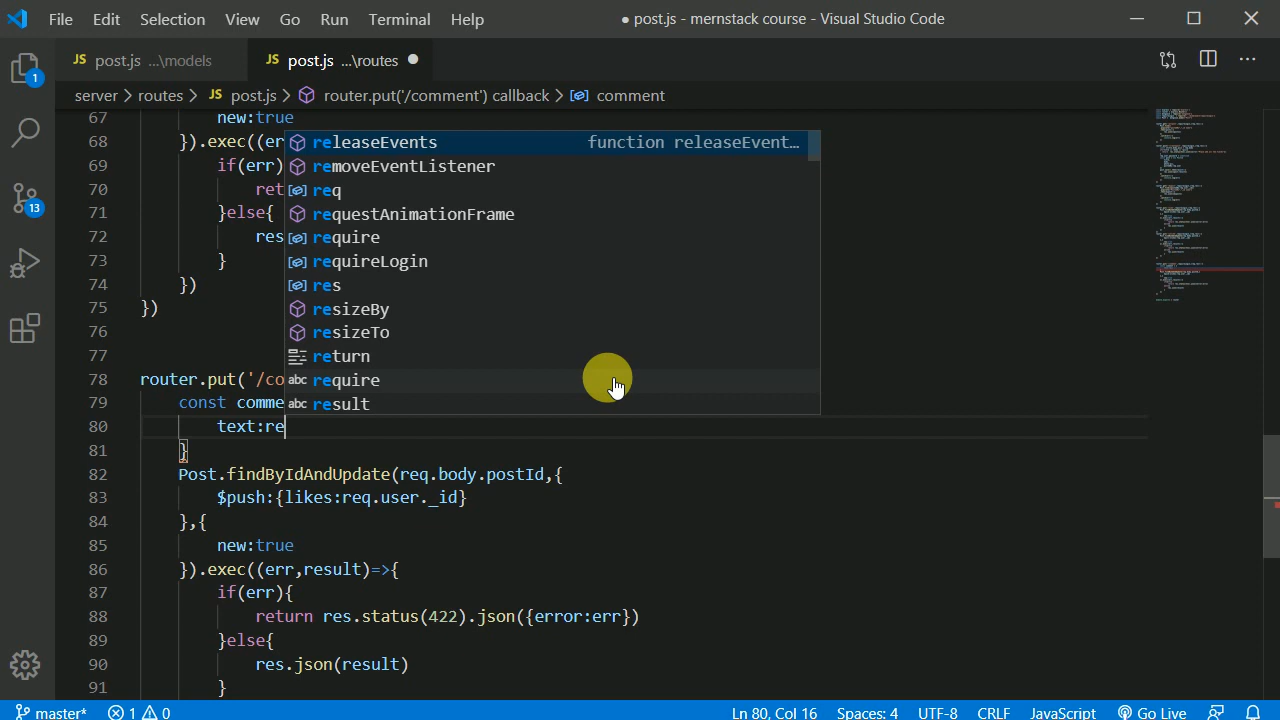 File Edit Selection View Go Run Terminal Help ● post.js - mernstack course - Visual Studio Code
JS post.js ...\models JS post.js ...\routes
server > routes > JS post.js > router.put('/comment') callback > comment
67 new:true
68 }).exec((er
69 if(err)
70 ret
71 }else{
72 res
73 }
74 })
75 })
76
77
78 router.put('/co
79 const comme
80 text:re
81 }
82 Post.findByIdAndUpdate(req.body.postId,{
83 $push:{likes:req.user._id}
84 },{
85 new:true
86 }).exec((err,result)=>{
87 if(err){
88 return res.status(422).json({error:err})
89 }else{
90 res.json(result)
91 }
releaseEvents function releaseEvent…
removeEventListener
req
requestAnimationFrame
require
requireLogin
res
resizeBy
resizeTo
return
abc require
abc result
1
13
master* 1 0 Ln 80, Col 16 Spaces: 4 UTF-8 CRLF JavaScript Go Live